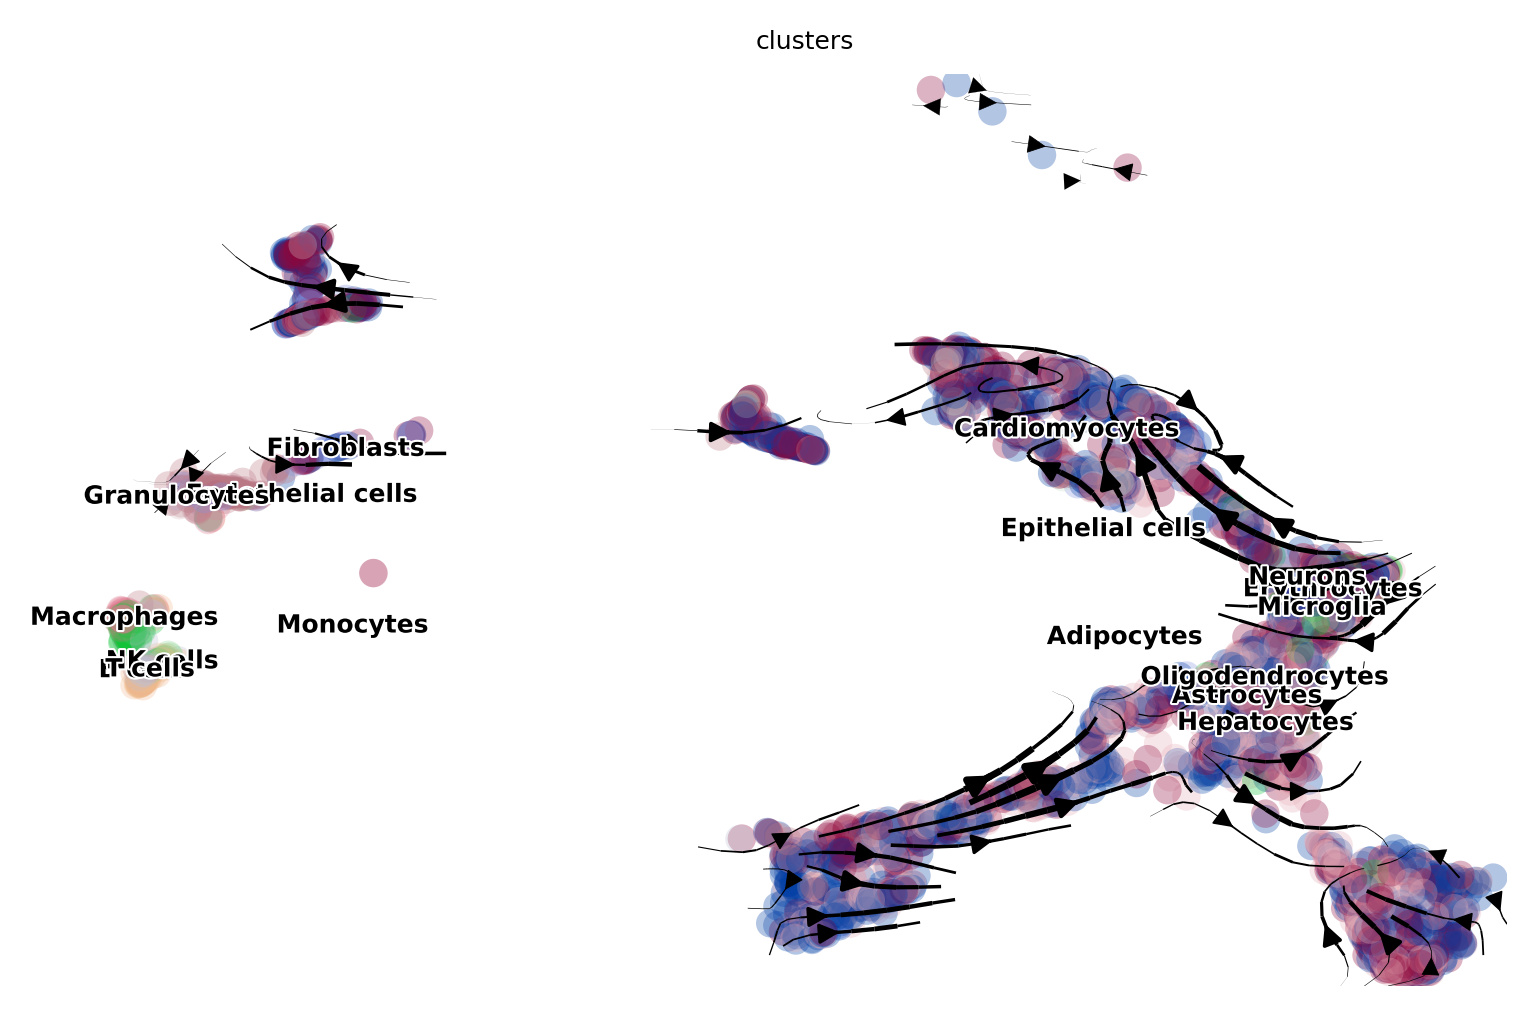 clusters
Cardiomyocytes
Fibroblasts
Granulocytes
helial cells
Epithelial cells
Neurons
Erythrocytes
Microglia
Macrophages
Monocytes
Adipocytes
NK cells
T cells
Oligodendrocytes
Astrocytes
Hepatocytes